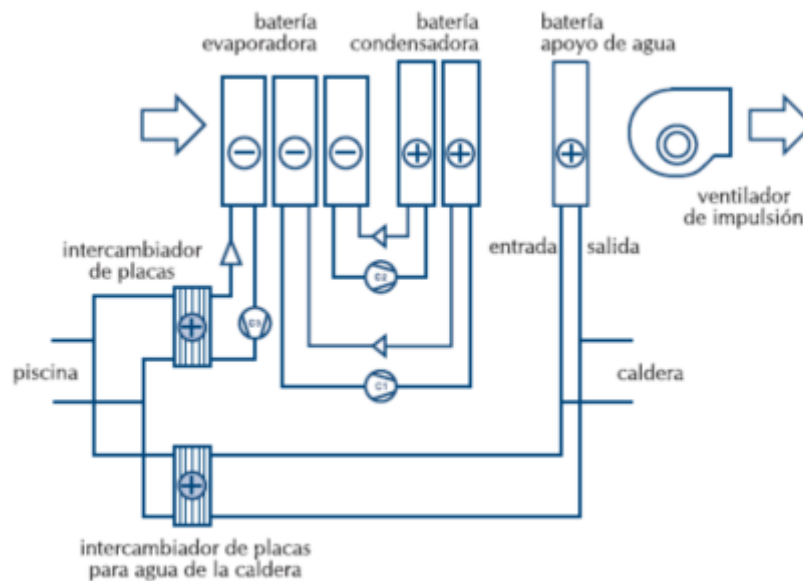 batería
evaporadora
batería
condensadora
batería
apoyo de agua
ventilador
de impulsión
entrada
salida
intercambiador
de placas
C2
C3
piscina
C1
caldera
intercambiador de placas
para agua de la caldera